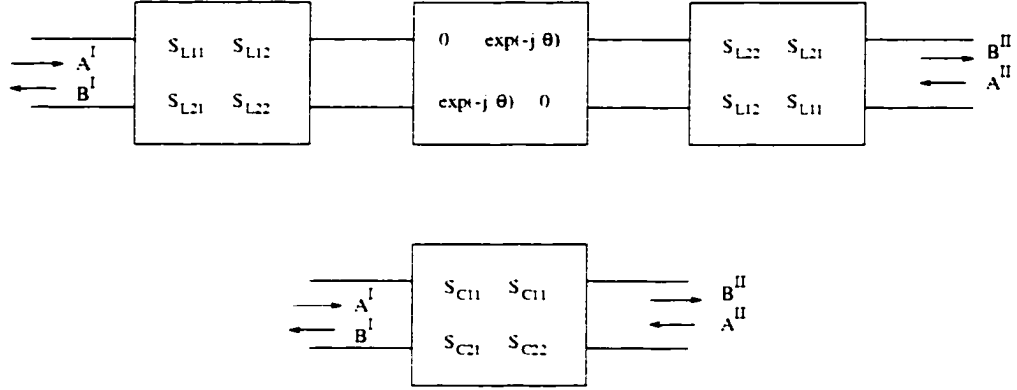 A^I
B^I
S_L11 S_L12
S_L21 S_L22
0 exp(-j θ)
exp(-j θ) 0
S_L22 S_L21
S_L12 S_L11
B^II
A^II
A^I
B^I
S_C11 S_C11
S_C21 S_C22
B^II
A^II